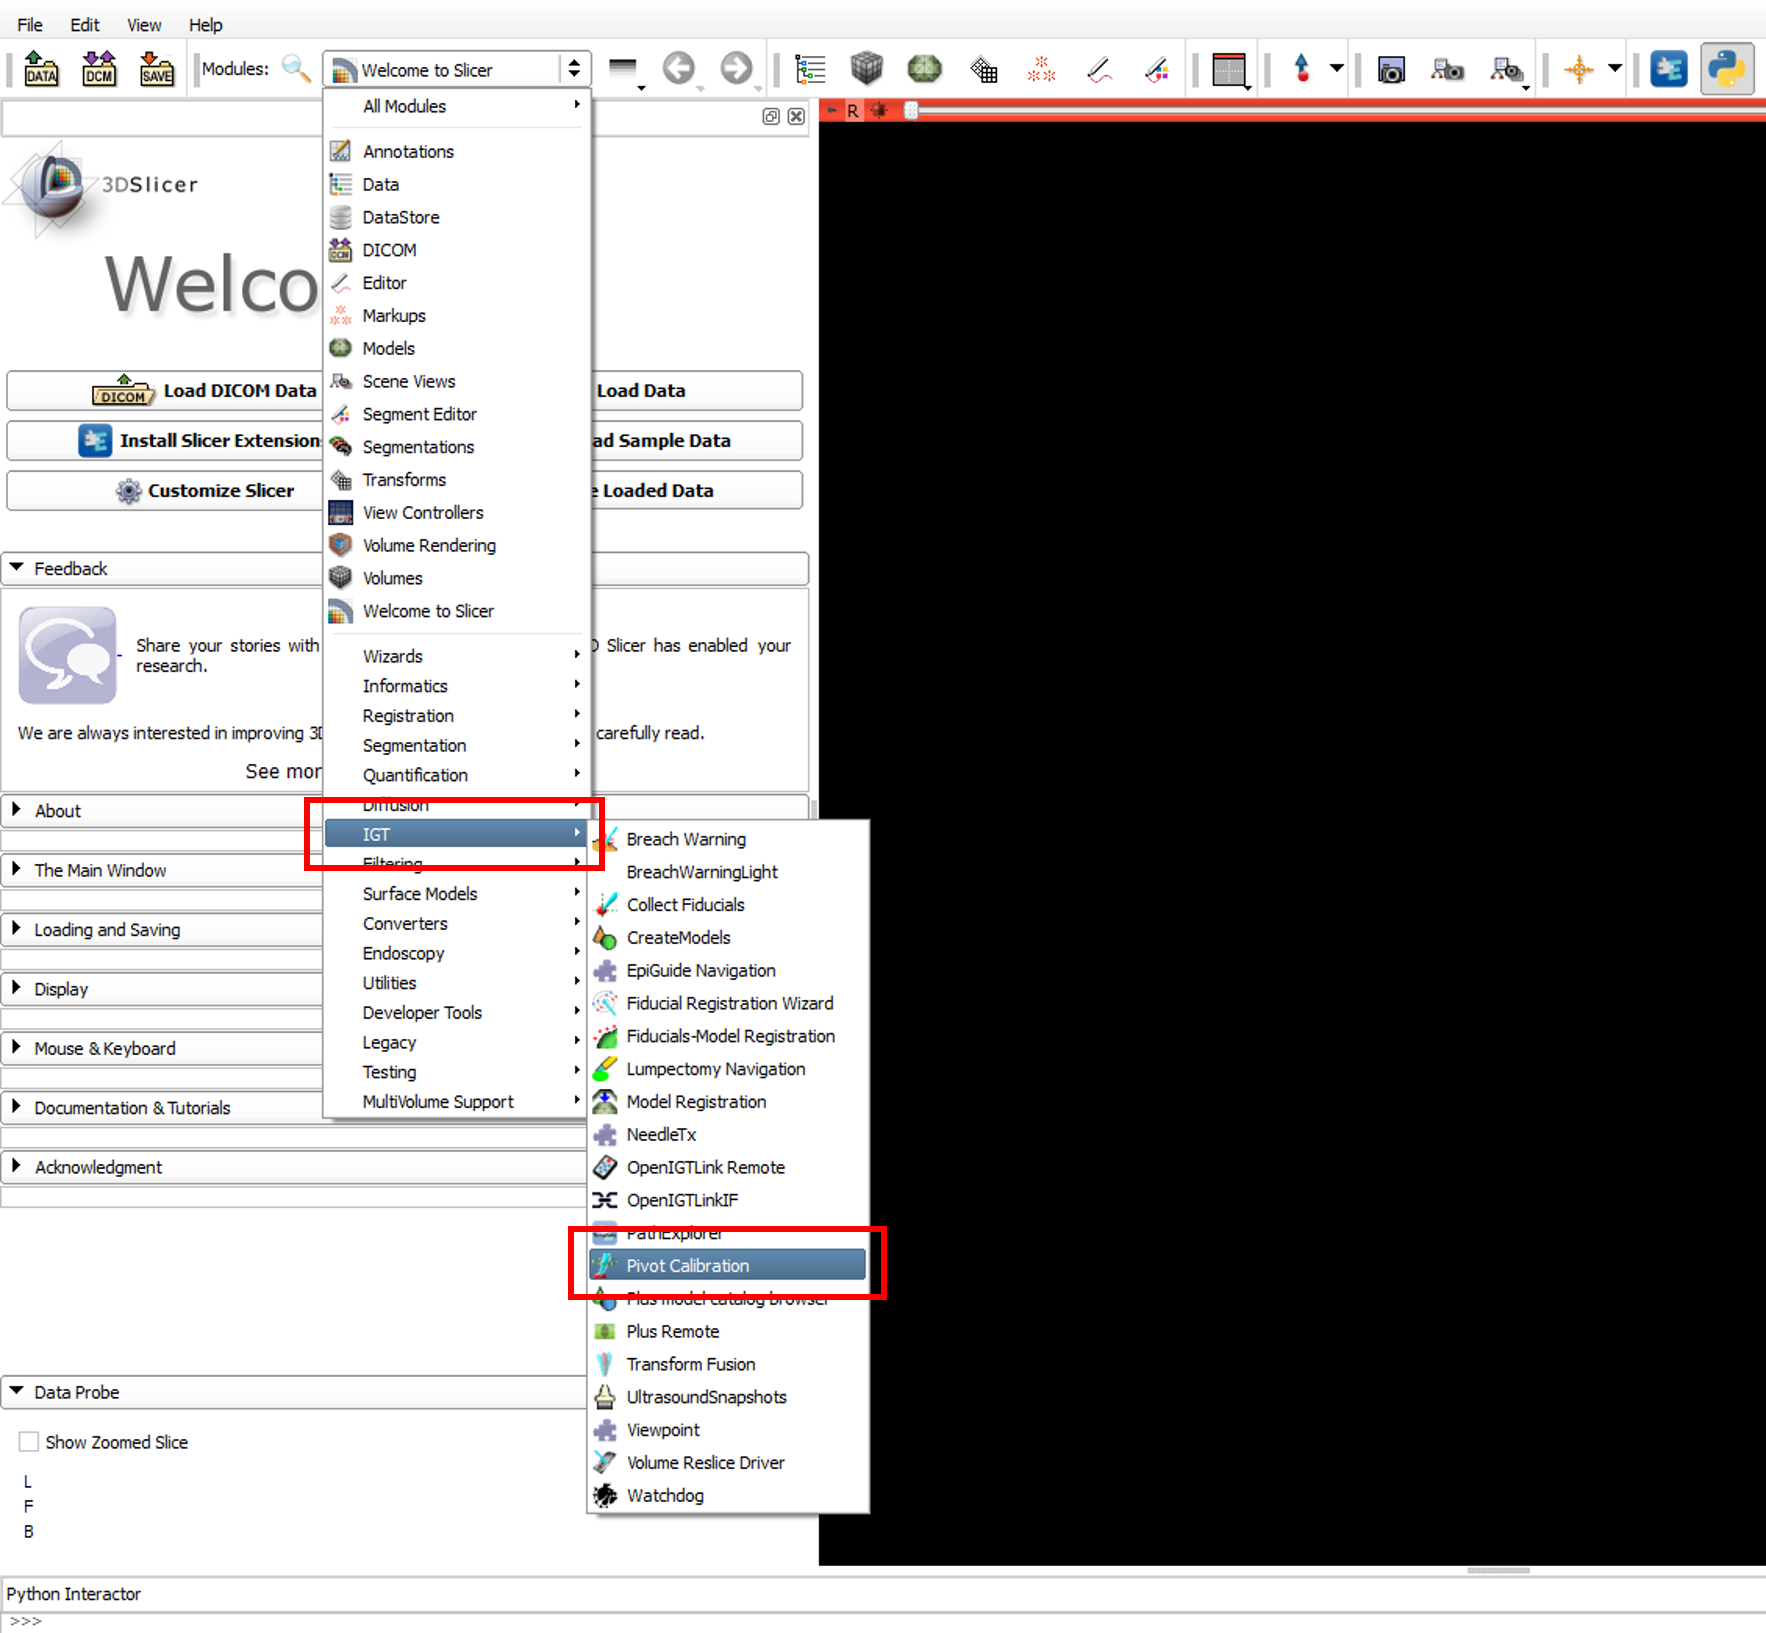 File Edit View Help
DATA DCM SAVE Modules: Welcome to Slicer
R
All Modules
3DSlicer
Welco
Annotations
Data
DataStore
DICOM
Editor
Markups
Models
Scene Views
Segment Editor
Segmentations
Transforms
View Controllers
Volume Rendering
Volumes
Welcome to Slicer
DICOM Load DICOM Data Load Data
Install Slicer Extension ad Sample Data
Customize Slicer e Loaded Data
Feedback
Share your stories with D Slicer has enabled your
research.
We are always interested in improving 3D carefully read.
See mor
Wizards
Informatics
Registration
Segmentation
Quantification
Diffusion
IGT
Filtering
Surface Models
Converters
Endoscopy
Utilities
Developer Tools
Legacy
Testing
MultiVolume Support
About
The Main Window
Loading and Saving
Display
Mouse & Keyboard
Documentation & Tutorials
Acknowledgment
Breach Warning
BreachWarningLight
Collect Fiducials
CreateModels
EpiGuide Navigation
Fiducial Registration Wizard
Fiducials-Model Registration
Lumpectomy Navigation
Model Registration
NeedleTx
OpenIGTLink Remote
OpenIGTLinkIF
PathExplorer
Pivot Calibration
Plus model catalog browser
Plus Remote
Transform Fusion
UltrasoundSnapshots
Viewpoint
Volume Reslice Driver
Watchdog
Data Probe
Show Zoomed Slice
L
F
B
Python Interactor
>>>